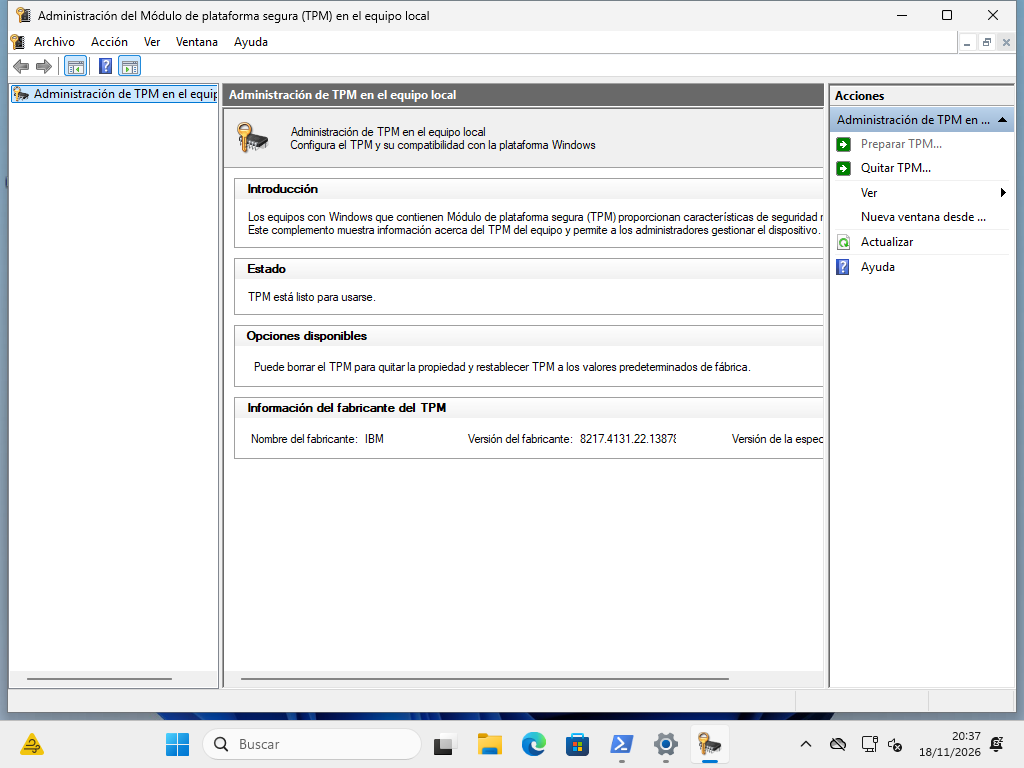 Administración del Módulo de plataforma segura (TPM) en el equipo local
Archivo Acción Ver Ventana Ayuda
Administración de TPM en el equip
Administración de TPM en el equipo local
Administración de TPM en el equipo local
Configura el TPM y su compatibilidad con la plataforma Windows
Introducción
Los equipos con Windows que contienen Módulo de plataforma segura (TPM) proporcionan características de seguridad
Este complemento muestra información acerca del TPM del equipo y permite a los administradores gestionar el dispositivo.
Estado
TPM está listo para usarse.
Opciones disponibles
Puede borrar el TPM para quitar la propiedad y restablecer TPM a los valores predeterminados de fábrica.
Información del fabricante del TPM
Nombre del fabricante: IBM Versión del fabricante: 8217.4131.22.13878 Versión de la espec
Acciones
Administración de TPM en ...
Preparar TPM...
Quitar TPM...
Ver
Nueva ventana desde ...
Actualizar
Ayuda
Buscar
20:37
18/11/2026